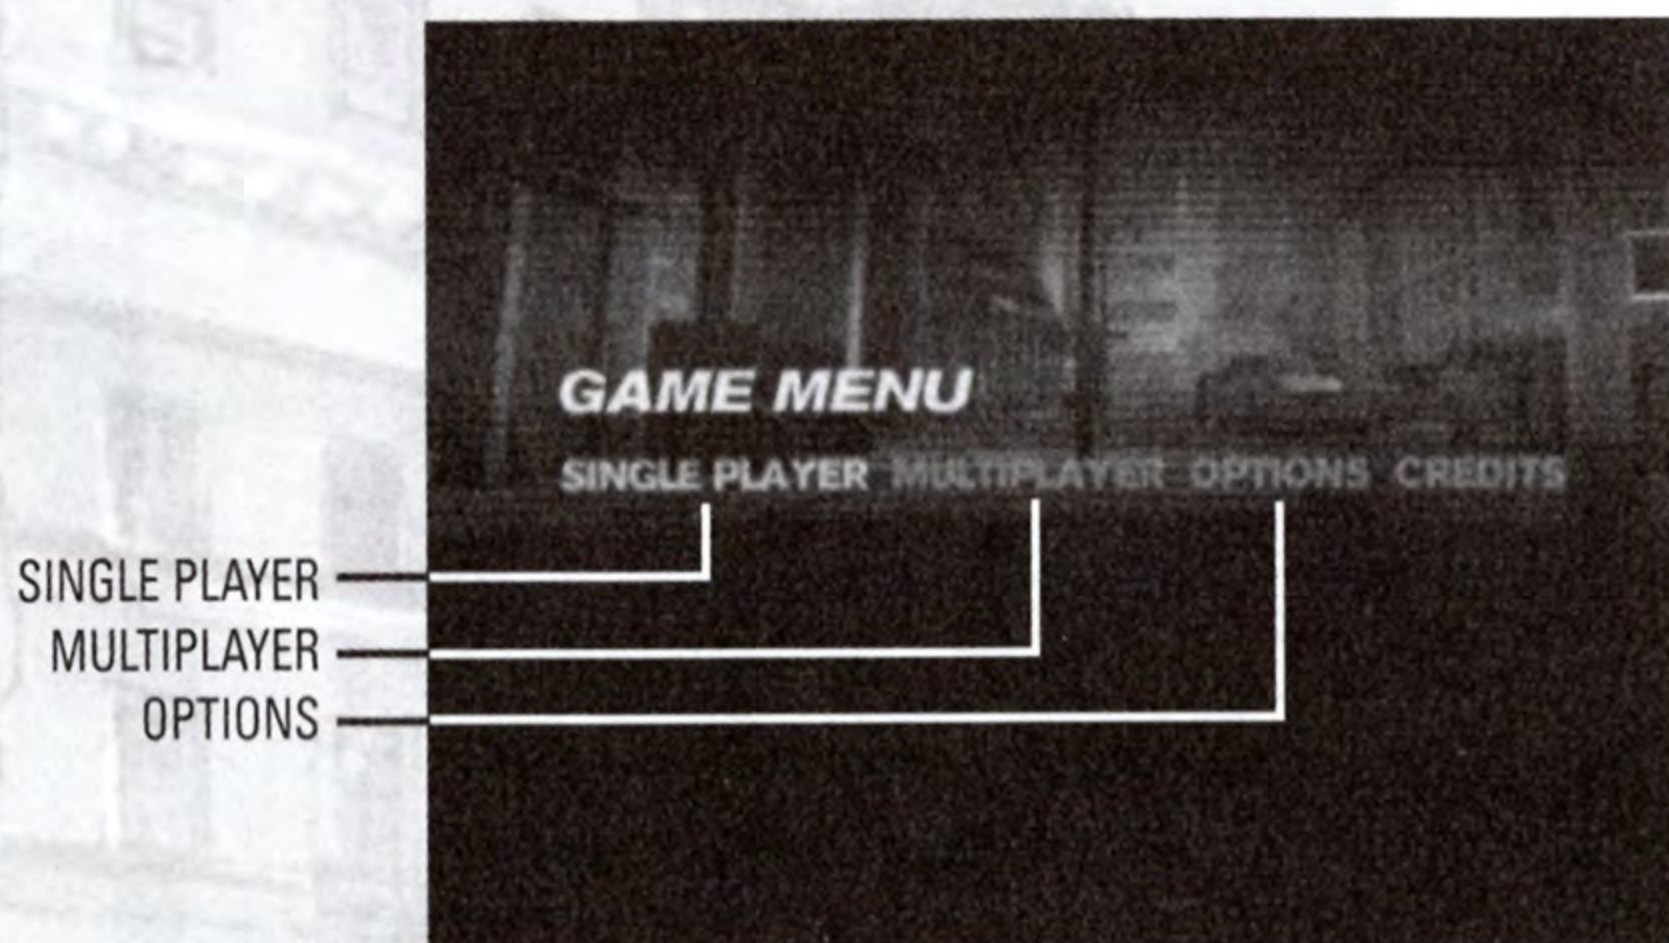 GAME MENU
SINGLE PLAYER MULTIPLAYER OPTIONS CREDITS
SINGLE PLAYER
MULTIPLAYER
OPTIONS